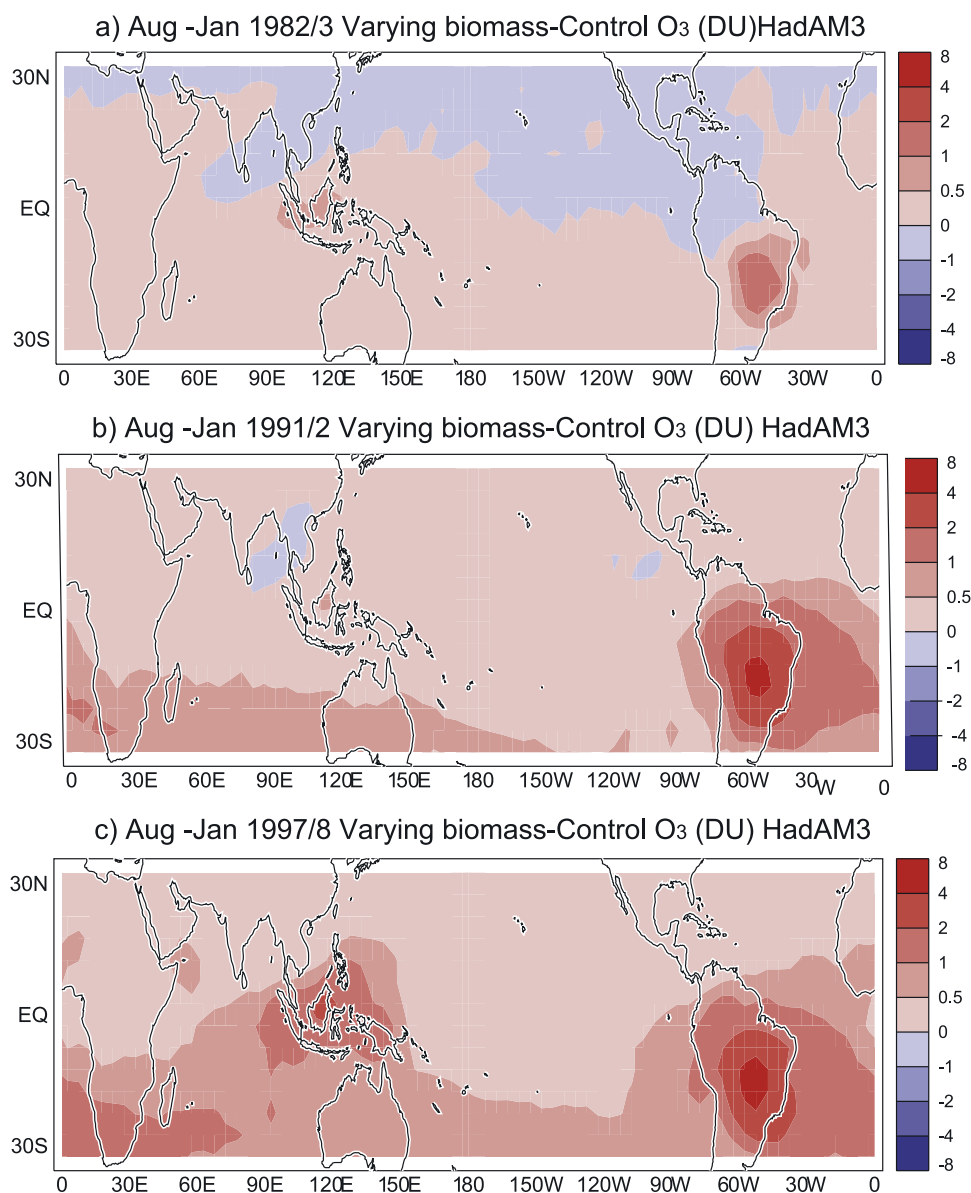 a) Aug -Jan 1982/3 Varying biomass-Control O₃ (DU)HadAM3
30N
EQ
30S
0 30E 60E 90E 120E 150E 180 150W 120W 90W 60W 30W 0
8
4
2
1
0.5
0
-1
-2
-4
-8
b) Aug -Jan 1991/2 Varying biomass-Control O₃ (DU) HadAM3
30N
EQ
30S
0 30E 60E 90E 120E 150E 180 150W 120W 90W 60W 30W 0
8
4
2
1
0.5
0
-1
-2
-4
-8
c) Aug -Jan 1997/8 Varying biomass-Control O₃ (DU) HadAM3
30N
EQ
30S
0 30E 60E 90E 120E 150E 180 150W 120W 90W 60W 30W 0
8
4
2
1
0.5
0
-1
-2
-4
-8